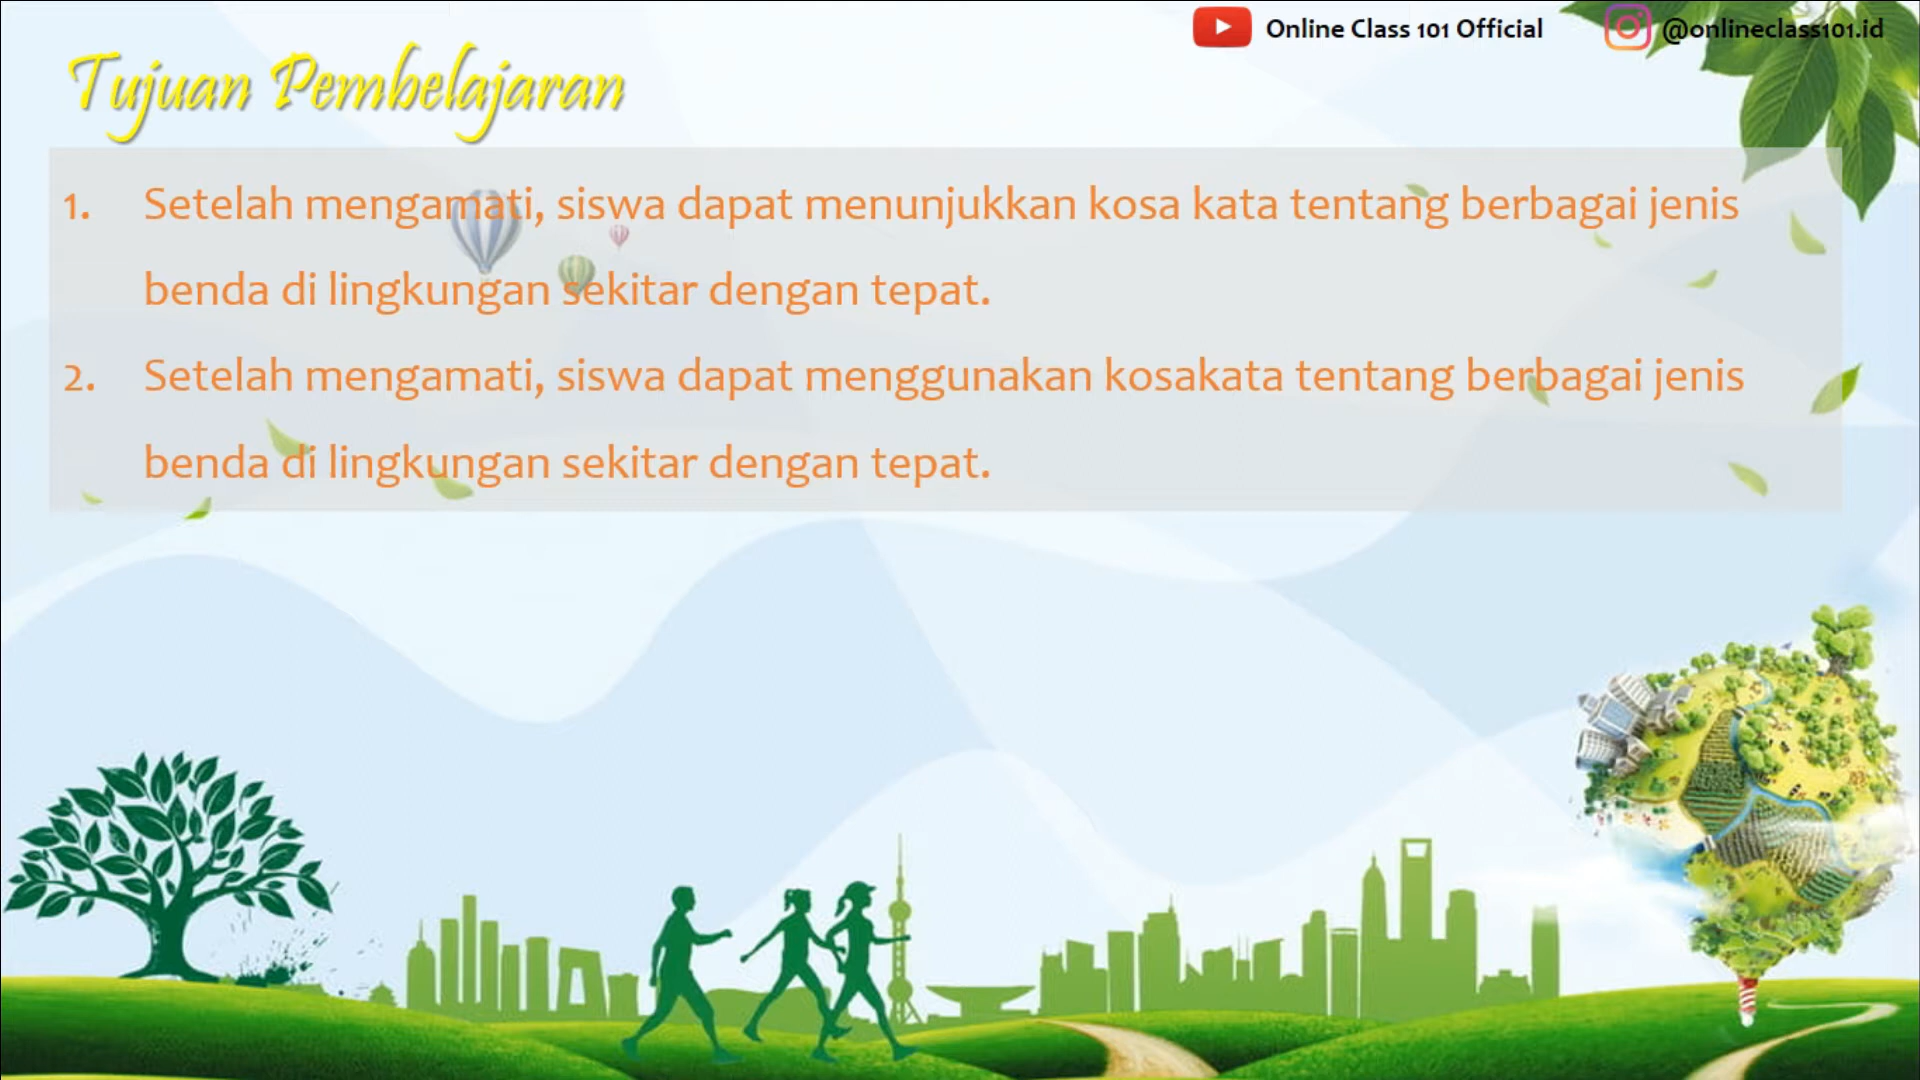 Online Class 101 Official
@onlineclass101.id
Tujuan Pembelajaran
1. Setelah mengamati, siswa dapat menunjukkan kosa kata tentang berbagai jenis
benda di lingkungan sekitar dengan tepat.
2. Setelah mengamati, siswa dapat menggunakan kosakata tentang berbagai jenis
benda di lingkungan sekitar dengan tepat.